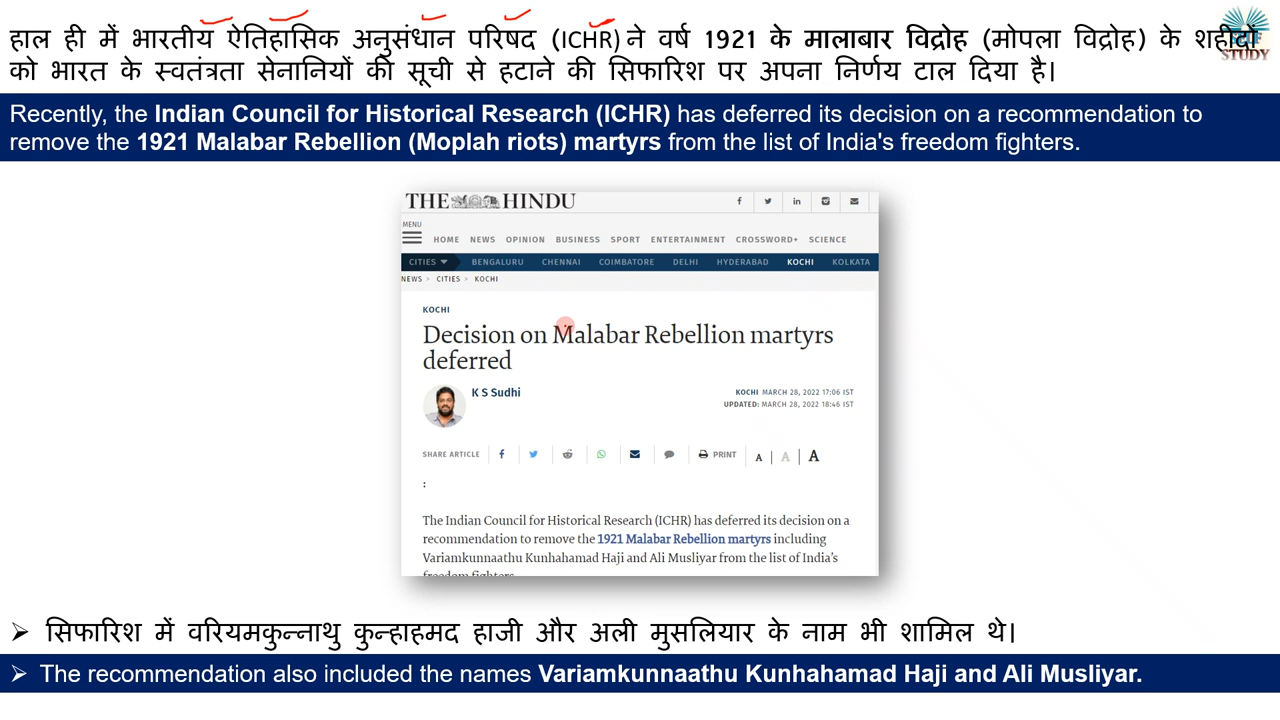 हाल ही में भारतीय ऐतिहासिक अनुसंधान परिषद (ICHR) ने वर्ष 1921 के मालाबार विद्रोह (मोपला विद्रोह) के शहीदों
को भारत के स्वतंत्रता सेनानियों की सूची से हटाने की सिफारिश पर अपना निर्णय टाल दिया है।
STUDY
Recently, the Indian Council for Historical Research (ICHR) has deferred its decision on a recommendation to
remove the 1921 Malabar Rebellion (Moplah riots) martyrs from the list of India's freedom fighters.
THE HINDU
MENU
HOME NEWS OPINION BUSINESS SPORT ENTERTAINMENT CROSSWORD+ SCIENCE
CITIES BENGALURU CHENNAI COIMBATORE DELHI HYDERABAD KOCHI KOLKATA
NEWS > CITIES > KOCHI
KOCHI
Decision on Malabar Rebellion martyrs
deferred
K S Sudhi
KOCHI MARCH 28, 2022 17:06 IST
UPDATED: MARCH 28, 2022 18:46 IST
SHARE ARTICLE PRINT A A A
:
The Indian Council for Historical Research (ICHR) has deferred its decision on a
recommendation to remove the 1921 Malabar Rebellion martyrs including
Variamkunnaathu Kunhahamad Haji and Ali Musliyar from the list of India's
freedom fighters
➢ सिफारिश में वरियमकुन्नाथु कुन्हाहमद हाजी और अली मुसलियार के नाम भी शामिल थे।
➢ The recommendation also included the names Variamkunnaathu Kunhahamad Haji and Ali Musliyar.